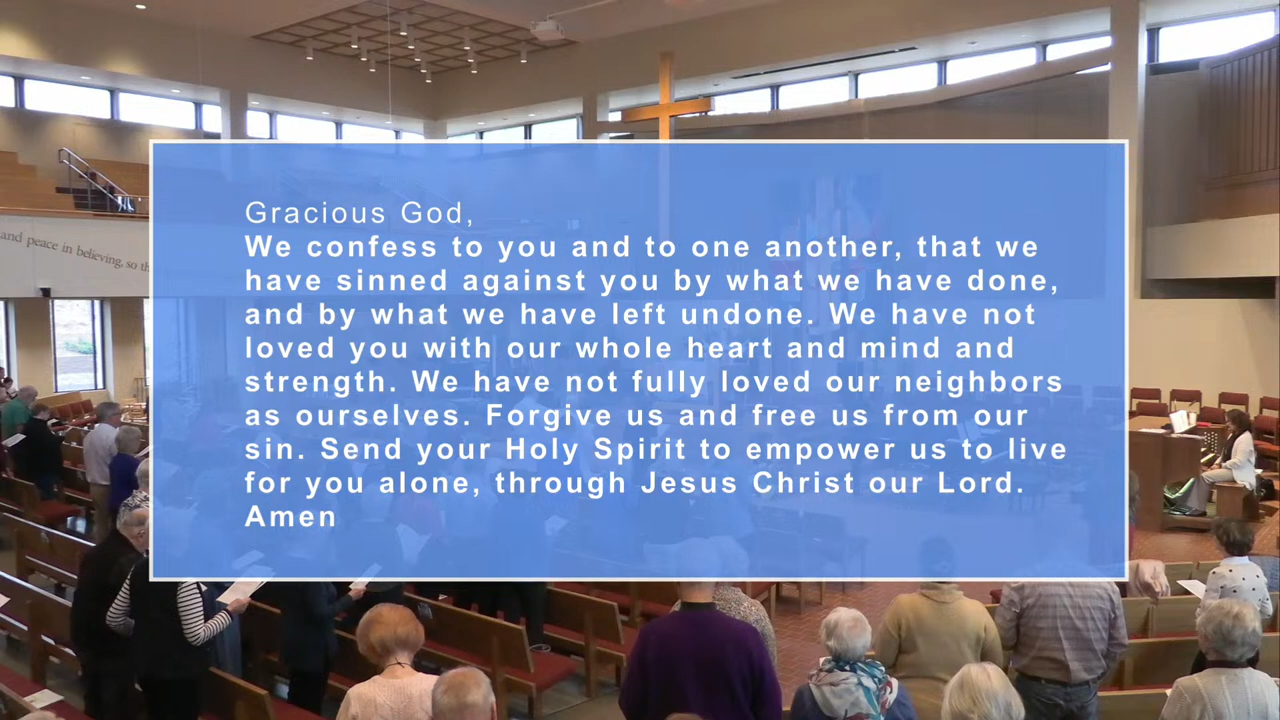 and peace in believing, so th
Gracious God,
We confess to you and to one another, that we
have sinned against you by what we have done,
and by what we have left undone. We have not
loved you with our whole heart and mind and
strength. We have not fully loved our neighbors
as ourselves. Forgive us and free us from our
sin. Send your Holy Spirit to empower us to live
for you alone, through Jesus Christ our Lord.
Amen